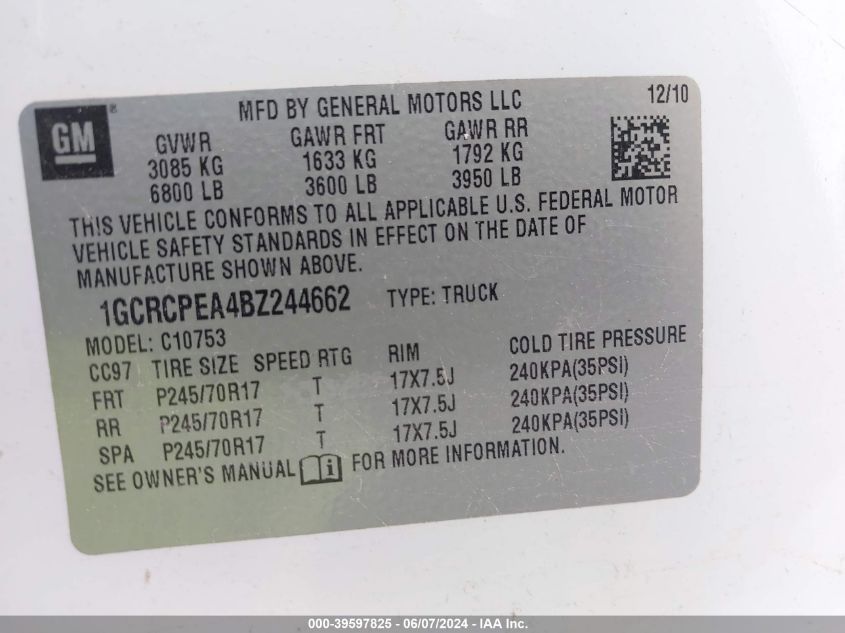 GM®
MFD BY GENERAL MOTORS LLC 12/10
GVWR GAWR FRT GAWR RR
3085 KG 1633 KG 1792 KG
6800 LB 3600 LB 3950 LB
THIS VEHICLE CONFORMS TO ALL APPLICABLE U.S. FEDERAL MOTOR
VEHICLE SAFETY STANDARDS IN EFFECT ON THE DATE OF
MANUFACTURE SHOWN ABOVE.
1GCRCPEA4BZ244662 TYPE: TRUCK
MODEL: C10753
CC97 TIRE SIZE SPEED RTG RIM COLD TIRE PRESSURE
FRT P245/70R17 T 17X7.5J 240KPA(35PSI)
RR P245/70R17 T 17X7.5J 240KPA(35PSI)
SPA P245/70R17 T 17X7.5J 240KPA(35PSI)
SEE OWNER'S MANUAL i FOR MORE INFORMATION.
000-39597825 - 06/07/2024 - IAA Inc.